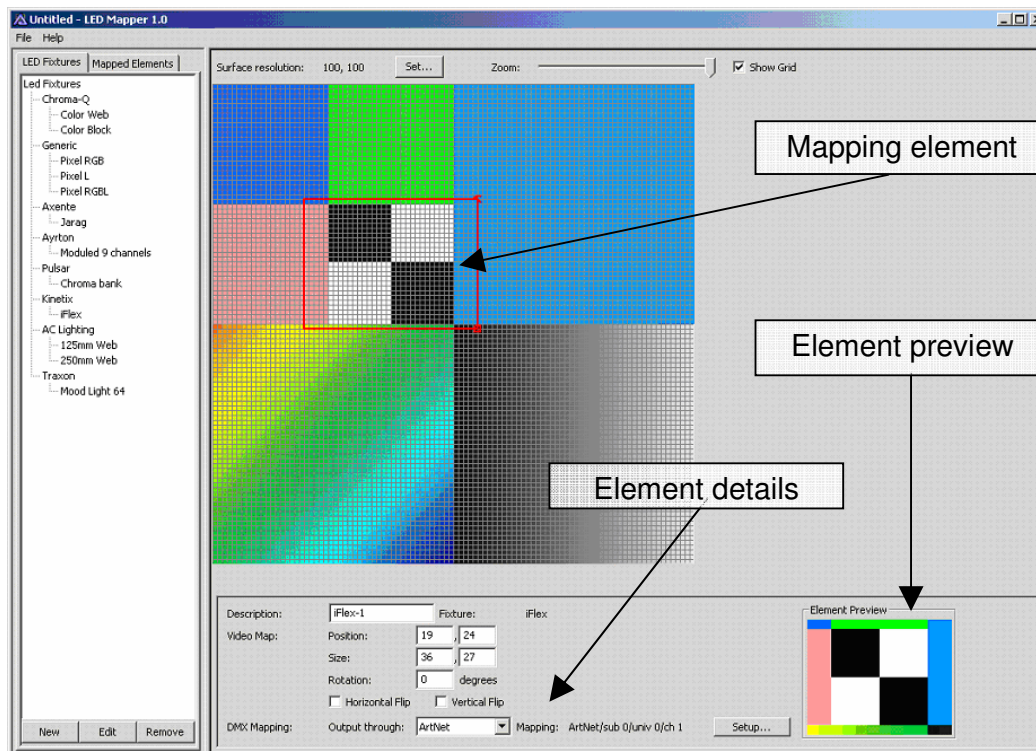 Untitled - LED Mapper 1.0
File Help
LED Fixtures Mapped Elements
Led Fixtures
Chroma-Q
Color Web
Color Block
Generic
Pixel RGB
Pixel L
Pixel RGBL
Axente
Jarag
Ayrton
Moduled 9 channels
Pulsar
Chroma bank
Kinetix
iFlex
AC Lighting
125mm Web
250mm Web
Traxon
Mood Light 64
New Edit Remove
Surface resolution: 100, 100 Set... Zoom: Show Grid
Mapping element
Element preview
Element details
Description: iFlex-1 Fixture: iFlex
Video Map: Position: 19 , 24
Size: 36 , 27
Rotation: 0 degrees
Horizontal Flip Vertical Flip
DMX Mapping: Output through: ArtNet Mapping: ArtNet/sub 0/univ 0/ch 1 Setup...
Element Preview